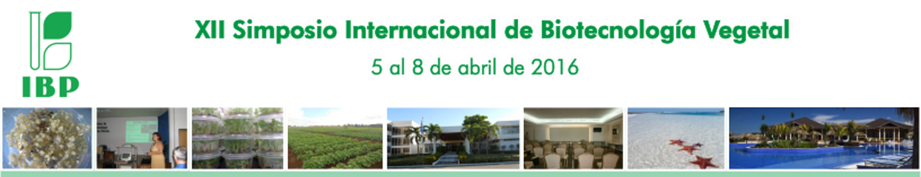 XII Simposio Internacional de Biotecnología Vegetal
5 al 8 de abril de 2016
IBP